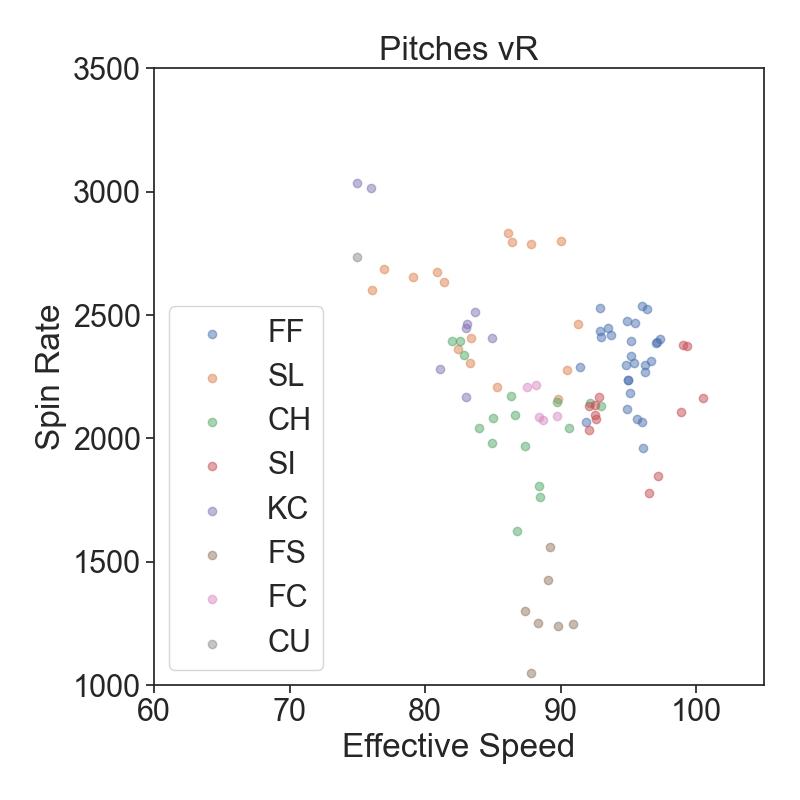 Pitches vR
3500
3000
2500
2000
1500
1000
Spin Rate
FF
SL
CH
SI
KC
FS
FC
CU
60 70 80 90 100
Effective Speed